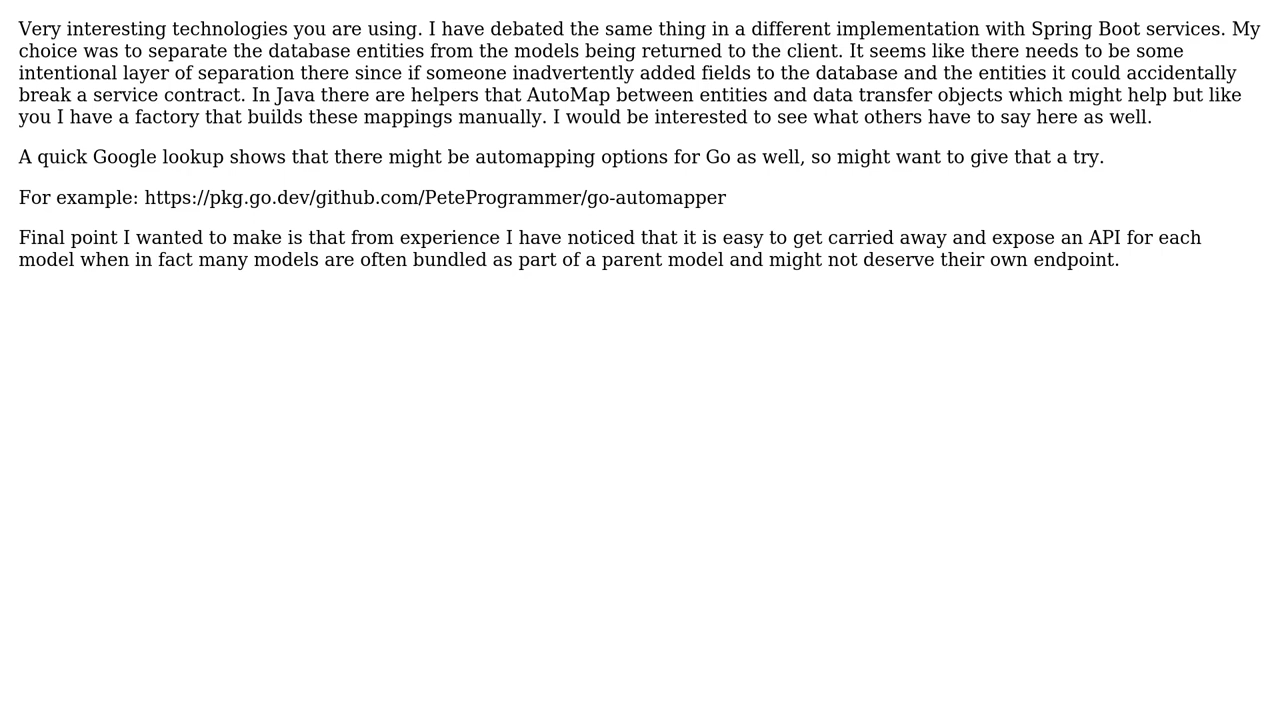 Very interesting technologies you are using. I have debated the same thing in a different implementation with Spring Boot services. My
choice was to separate the database entities from the models being returned to the client. It seems like there needs to be some
intentional layer of separation there since if someone inadvertently added fields to the database and the entities it could accidentally
break a service contract. In Java there are helpers that AutoMap between entities and data transfer objects which might help but like
you I have a factory that builds these mappings manually. I would be interested to see what others have to say here as well.
A quick Google lookup shows that there might be automapping options for Go as well, so might want to give that a try.
For example: https://pkg.go.dev/github.com/PeteProgrammer/go-automapper
Final point I wanted to make is that from experience I have noticed that it is easy to get carried away and expose an API for each
model when in fact many models are often bundled as part of a parent model and might not deserve their own endpoint.